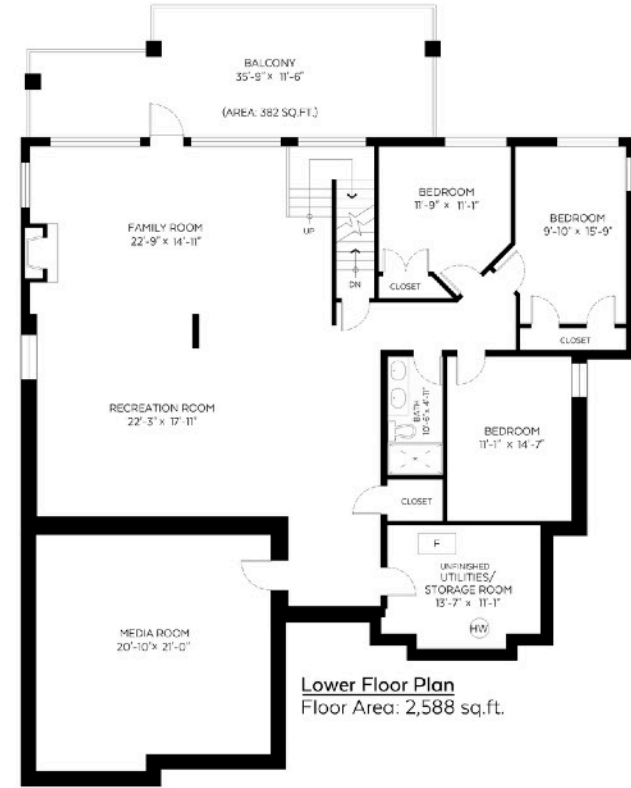 BALCONY
35'-9" x 11'-6"
(AREA: 382 SQ.FT.)
FAMILY ROOM
22'-9" x 14'-11"
UP
DN
BEDROOM
11'-9" x 11'-1"
CLOSET
BEDROOM
9'-10" x 15'-9"
CLOSET
RECREATION ROOM
22'-3" x 17'-11"
BATH
10'-6" x 4'-11"
BEDROOM
11'-1" x 14'-7"
CLOSET
F
UNFINISHED
UTILITIES/
STORAGE ROOM
13'-7" x 11'-1"
HW
MEDIA ROOM
20'-10" x 21'-0"
Lower Floor Plan
Floor Area: 2,588 sq.ft.